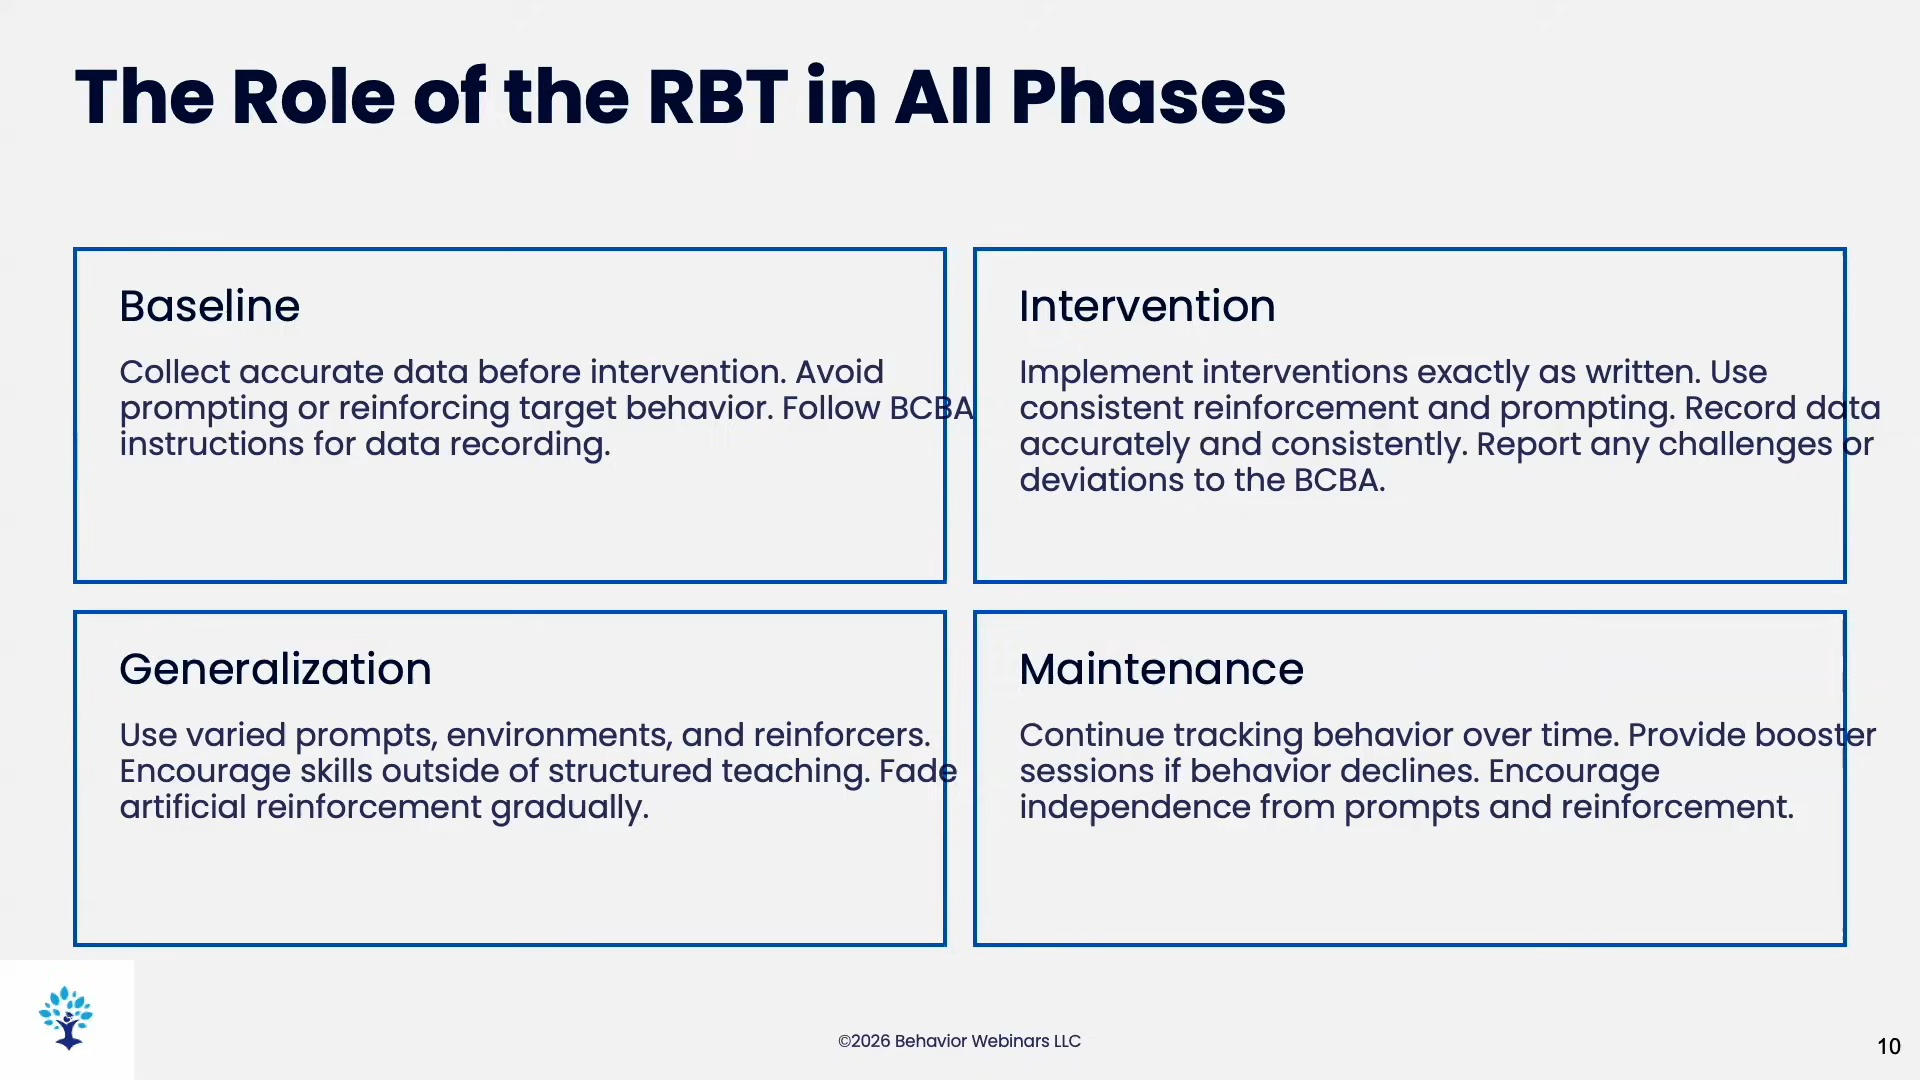 The Role of the RBT in All Phases
Baseline
Collect accurate data before intervention. Avoid
prompting or reinforcing target behavior. Follow BCBA
instructions for data recording.
Intervention
Implement interventions exactly as written. Use
consistent reinforcement and prompting. Record data
accurately and consistently. Report any challenges or
deviations to the BCBA.
Generalization
Use varied prompts, environments, and reinforcers.
Encourage skills outside of structured teaching. Fade
artificial reinforcement gradually.
Maintenance
Continue tracking behavior over time. Provide booster
sessions if behavior declines. Encourage
independence from prompts and reinforcement.
©2026 Behavior Webinars LLC
10